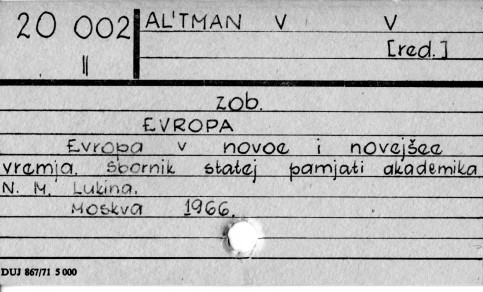 20 002 AL'TMAN V V
II [red.]
zob.
EVROPA
Evropa v novoe i novejšee
vremja. Sbornik statej pamjati akademika
N. M. Lukina.
Moskva 1966.
DUJ 867/71 5 000